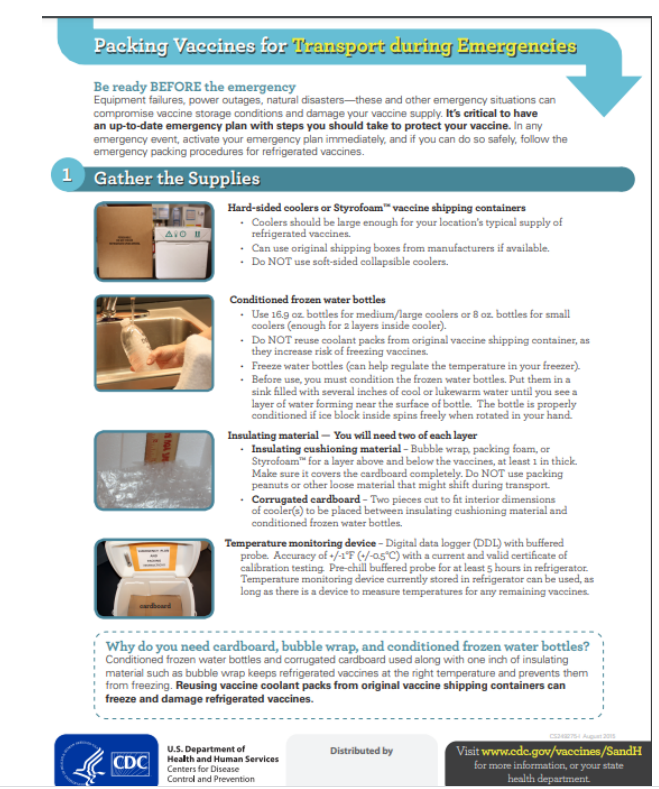 Packing Vaccines for Transport during Emergencies
Be ready BEFORE the emergency
Equipment failures, power outages, natural disasters—these and other emergency situations can
compromise vaccine storage conditions and damage your vaccine supply. It's critical to have
an up-to-date emergency plan with steps you should take to protect your vaccine. In any
emergency event, activate your emergency plan immediately, and if you can do so safely, follow the
emergency packing procedures for refrigerated vaccines.
1 Gather the Supplies
Hard-sided coolers or Styrofoam™ vaccine shipping containers
• Coolers should be large enough for your location's typical supply of
refrigerated vaccines.
• Can use original shipping boxes from manufacturers if available.
• Do NOT use soft-sided collapsible coolers.
Conditioned frozen water bottles
• Use 16.9 oz. bottles for medium/large coolers or 8 oz. bottles for small
coolers (enough for 2 layers inside cooler).
• Do NOT reuse coolant packs from original vaccine shipping container, as
they increase risk of freezing vaccines.
• Freeze water bottles (can help regulate the temperature in your freezer).
• Before use, you must condition the frozen water bottles. Put them in a
sink filled with several inches of cool or lukewarm water until you see a
layer of water forming near the surface of bottle. The bottle is properly
conditioned if ice block inside spins freely when rotated in your hand.
Insulating material — You will need two of each layer
• Insulating cushioning material – Bubble wrap, packing foam, or
Styrofoam™ for a layer above and below the vaccines, at least 1 in thick.
Make sure it covers the cardboard completely. Do NOT use packing
peanuts or other loose material that might shift during transport.
• Corrugated cardboard – Two pieces cut to fit interior dimensions
of cooler(s) to be placed between insulating cushioning material and
conditioned frozen water bottles.
Temperature monitoring device – Digital data logger (DDL) with buffered
probe. Accuracy of +/-1°F (+/-0.5°C) with a current and valid certificate of
calibration testing. Pre-chill buffered probe for at least 5 hours in refrigerator.
Temperature monitoring device currently stored in refrigerator can be used, as
long as there is a device to measure temperatures for any remaining vaccines.
cardboard
Why do you need cardboard, bubble wrap, and conditioned frozen water bottles?
Conditioned frozen water bottles and corrugated cardboard used along with one inch of insulating
material such as bubble wrap keeps refrigerated vaccines at the right temperature and prevents them
from freezing. Reusing vaccine coolant packs from original vaccine shipping containers can
freeze and damage refrigerated vaccines.
August 2015
CDC
U.S. Department of
Health and Human Services
Centers for Disease
Control and Prevention
Distributed by
Visit www.cdc.gov/vaccines/SandH
for more information, or your state
health department.